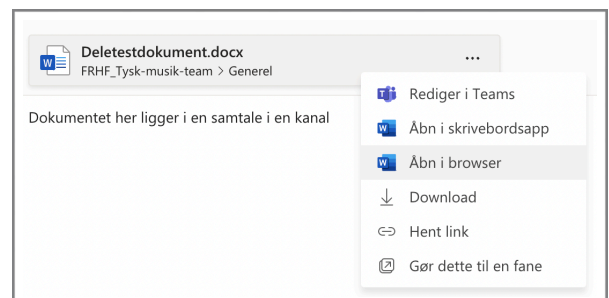 Deletestdokument.docx
FRHF_Tysk-musik-team > Generel
Dokumentet her ligger i en samtale i en kanal
Rediger i Teams
Åbn i skrivebordsapp
Åbn i browser
Download
Hent link
Gør dette til en fane